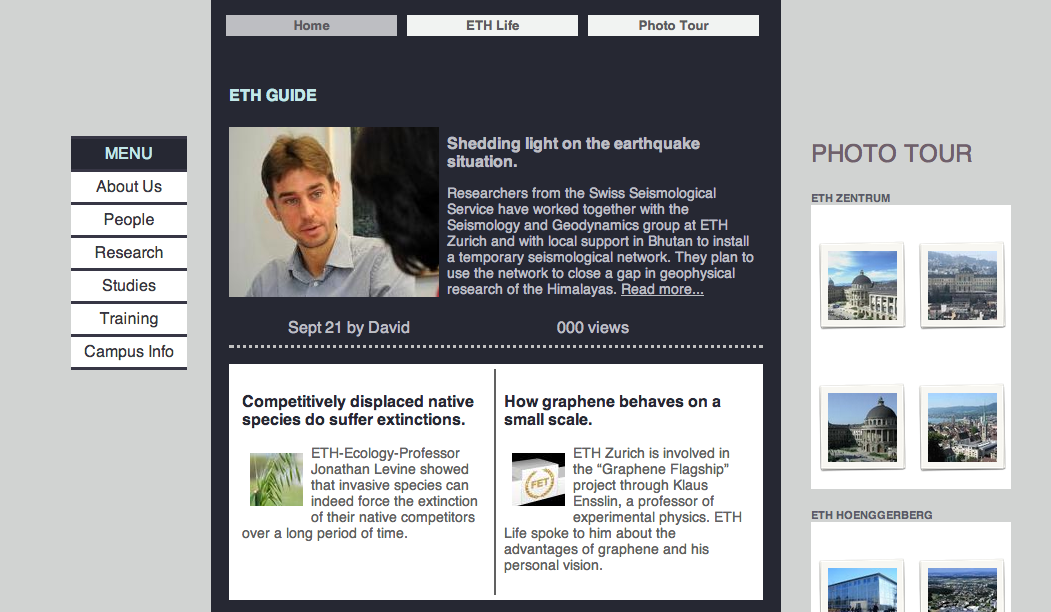 Home
ETH Life
Photo Tour
ETH GUIDE
MENU
About Us
People
Research
Studies
Training
Campus Info
Shedding light on the earthquake
situation.
Researchers from the Swiss Seismological
Service have worked together with the
Seismology and Geodynamics group at ETH
Zurich and with local support in Bhutan to install
a temporary seismological network. They plan to
use the network to close a gap in geophysical
research of the Himalayas. Read more...
Sept 21 by David
000 views
Competitively displaced native
species do suffer extinctions.
ETH-Ecology-Professor
Jonathan Levine showed
that invasive species can
indeed force the extinction
of their native competitors
over a long period of time.
How graphene behaves on a
small scale.
FET
ETH Zurich is involved in
the “Graphene Flagship”
project through Klaus
Ensslin, a professor of
experimental physics. ETH
Life spoke to him about the
advantages of graphene and his
personal vision.
PHOTO TOUR
ETH ZENTRUM
ETH HOENGGERBERG